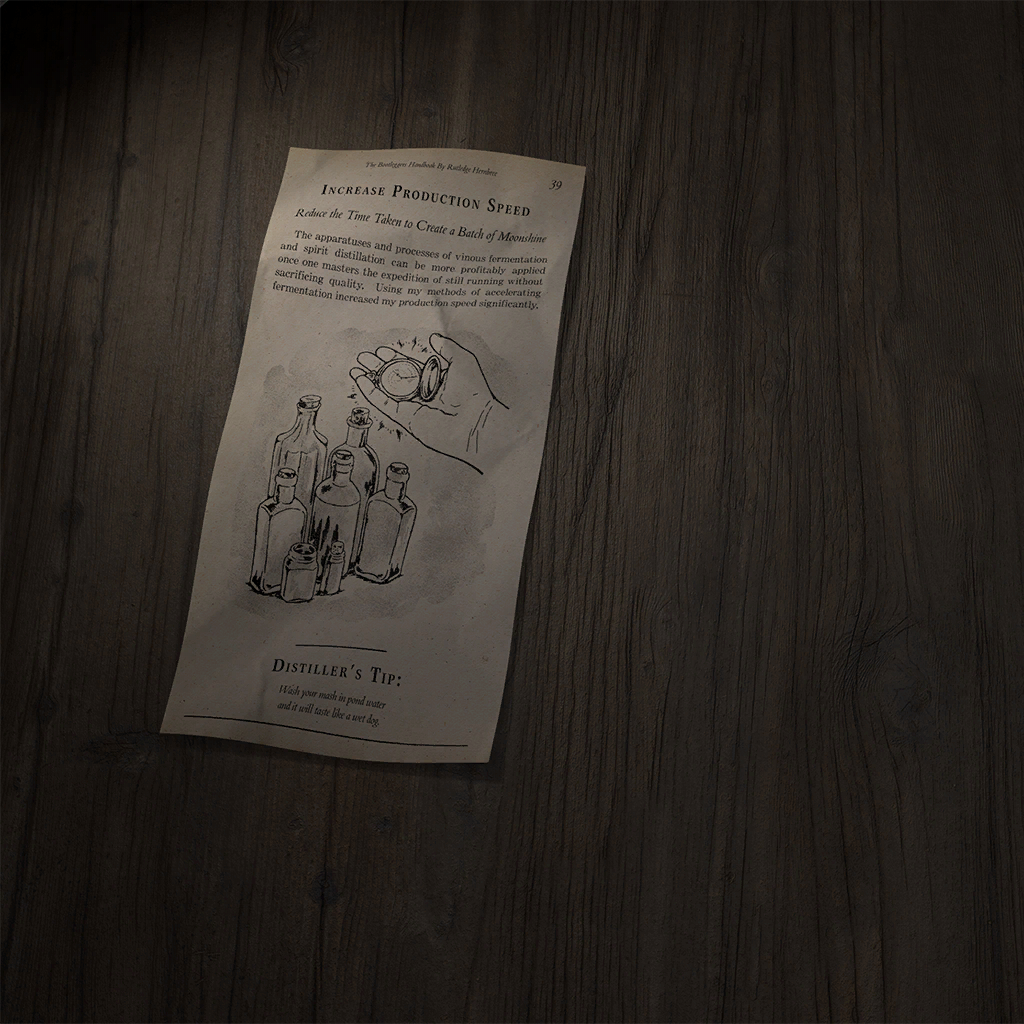 The Bootleggers Handbook By Rutledge Hembree
39
INCREASE PRODUCTION SPEED
Reduce the Time Taken to Create a Batch of Moonshine
The apparatuses and processes of vinous fermentation
and spirit distillation can be more profitably applied
once one masters the expedition of still running without
sacrificing quality. Using my methods of accelerating
fermentation increased my production speed significantly.
DISTILLER'S TIP:
Wash your mash in pond water
and it will taste like a wet dog.